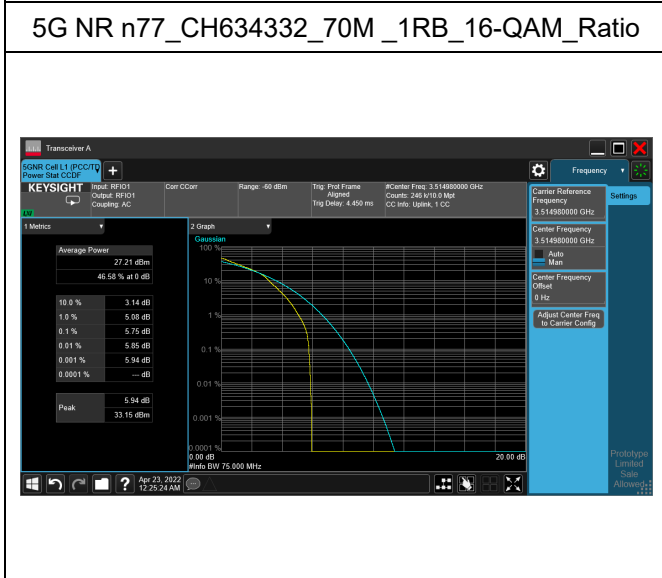 5G NR n77_CH634332_70M _1RB_16-QAM_Ratio
Transceiver A
5GNR Cell L1 (PCC/TD
Power Stat CCDF
Frequency
KEYSIGHT
Input: RFIO1
Output: RFIO1
Coupling: AC
Corr CCorr
Range: -60 dBm
Trig: Prot Frame
Aligned
Trig Delay: 4.450 ms
#Center Freq: 3.514980000 GHz
Counts: 246 k/10.0 Mpt
CC Info: Uplink, 1 CC
Carrier Reference
Frequency
3.514980000 GHz
Settings
Center Frequency
3.514980000 GHz
Auto
Man
Center Frequency
Offset
0 Hz
Adjust Center Freq
to Carrier Config
1 Metrics
Average Power
27.21 dBm
46.58 % at 0 dB
10.0 % 3.14 dB
1.0 % 5.08 dB
0.1 % 5.75 dB
0.01 % 5.85 dB
0.001 % 5.94 dB
0.0001 % --- dB
Peak
5.94 dB
33.15 dBm
2 Graph
Gaussian
100 %
10 %
1 %
0.1 %
0.01 %
0.001 %
0.0001 %
0.00 dB
20.00 dB
#Info BW 75.000 MHz
Apr 23, 2022
12:25:24 AM
Prototype
Limited
Sale
Allowed